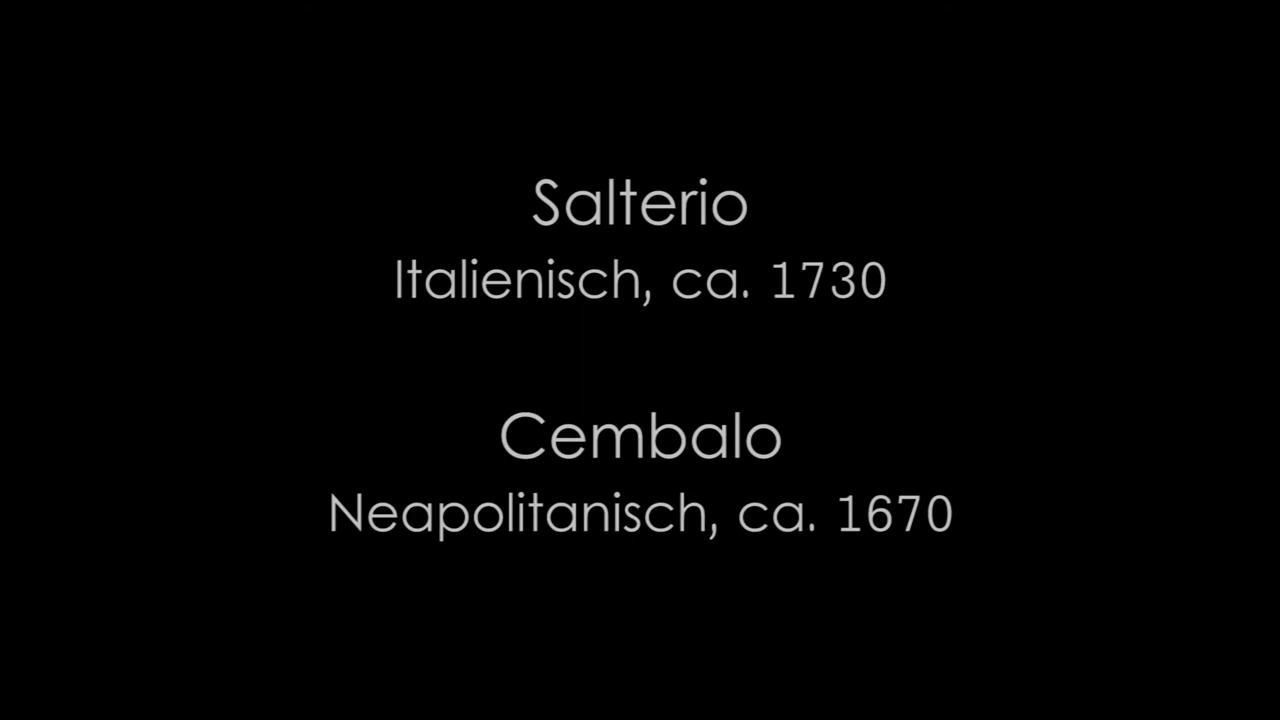 Salterio
Italienisch, ca. 1730
Cembalo
Neapolitanisch, ca. 1670